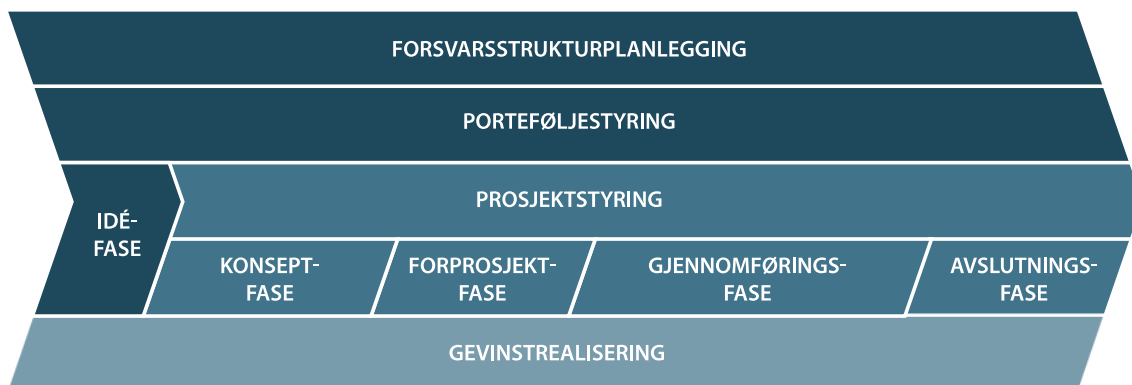 FORSVARSSTRUKTURPLANLEGGING
PORTEFØLJESTYRING
PROSJEKTSTYRING
IDÉ-
FASE
KONSEPT-
FASE
FORPROSJEKT-
FASE
GJENNOMFØRINGS-
FASE
AVSLUTNINGS-
FASE
GEVINSTREALISERING